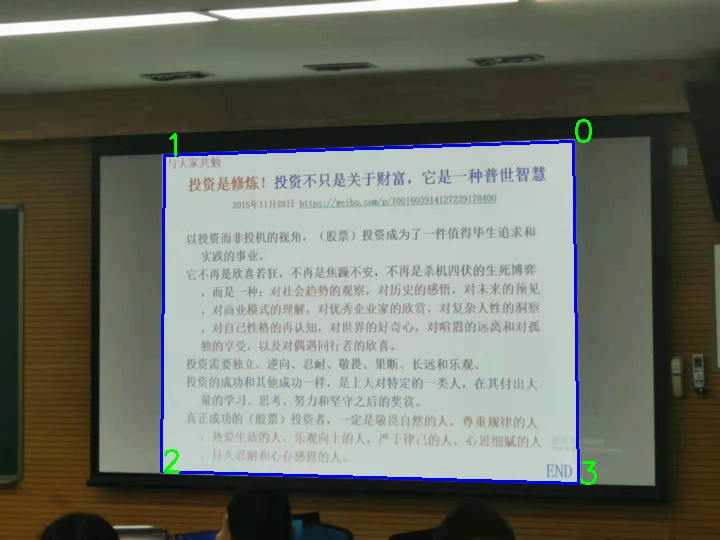 与大家共勉
投资是修炼！投资不只是关于财富，它是一种普世智慧
2015年11月28日 https://weibo.com/p/1001603914127239178400
以投资而非投机的视角，（股票）投资成为了一件值得毕生追求和
实践的事业。
它不再是欣喜若狂，不再是焦躁不安，不再是杀机四伏的生死博弈
，而是一种：对社会趋势的观察，对历史的感悟，对未来的预见
，对商业模式的理解，对优秀企业家的欣赏，对复杂人性的洞察
，对自己性格的再认知，对世界的好奇心，对喧嚣的远离和对孤
独的享受，以及对偶遇同行者的欣喜。
投资需要独立、逆向、忍耐、敬畏、果断、长远和乐观。
投资的成功和其他成功一样，是上天对特定的一类人，在其付出大
量的学习、思考、努力和坚守之后的奖赏。
真正成功的（股票）投资者，一定是敬畏自然的人，尊重规律的人
，热爱生活的人，乐观向上的人，严于律己的人，心思细腻的人
，持久忍耐和心存感恩的人。
END
0
1
2
3